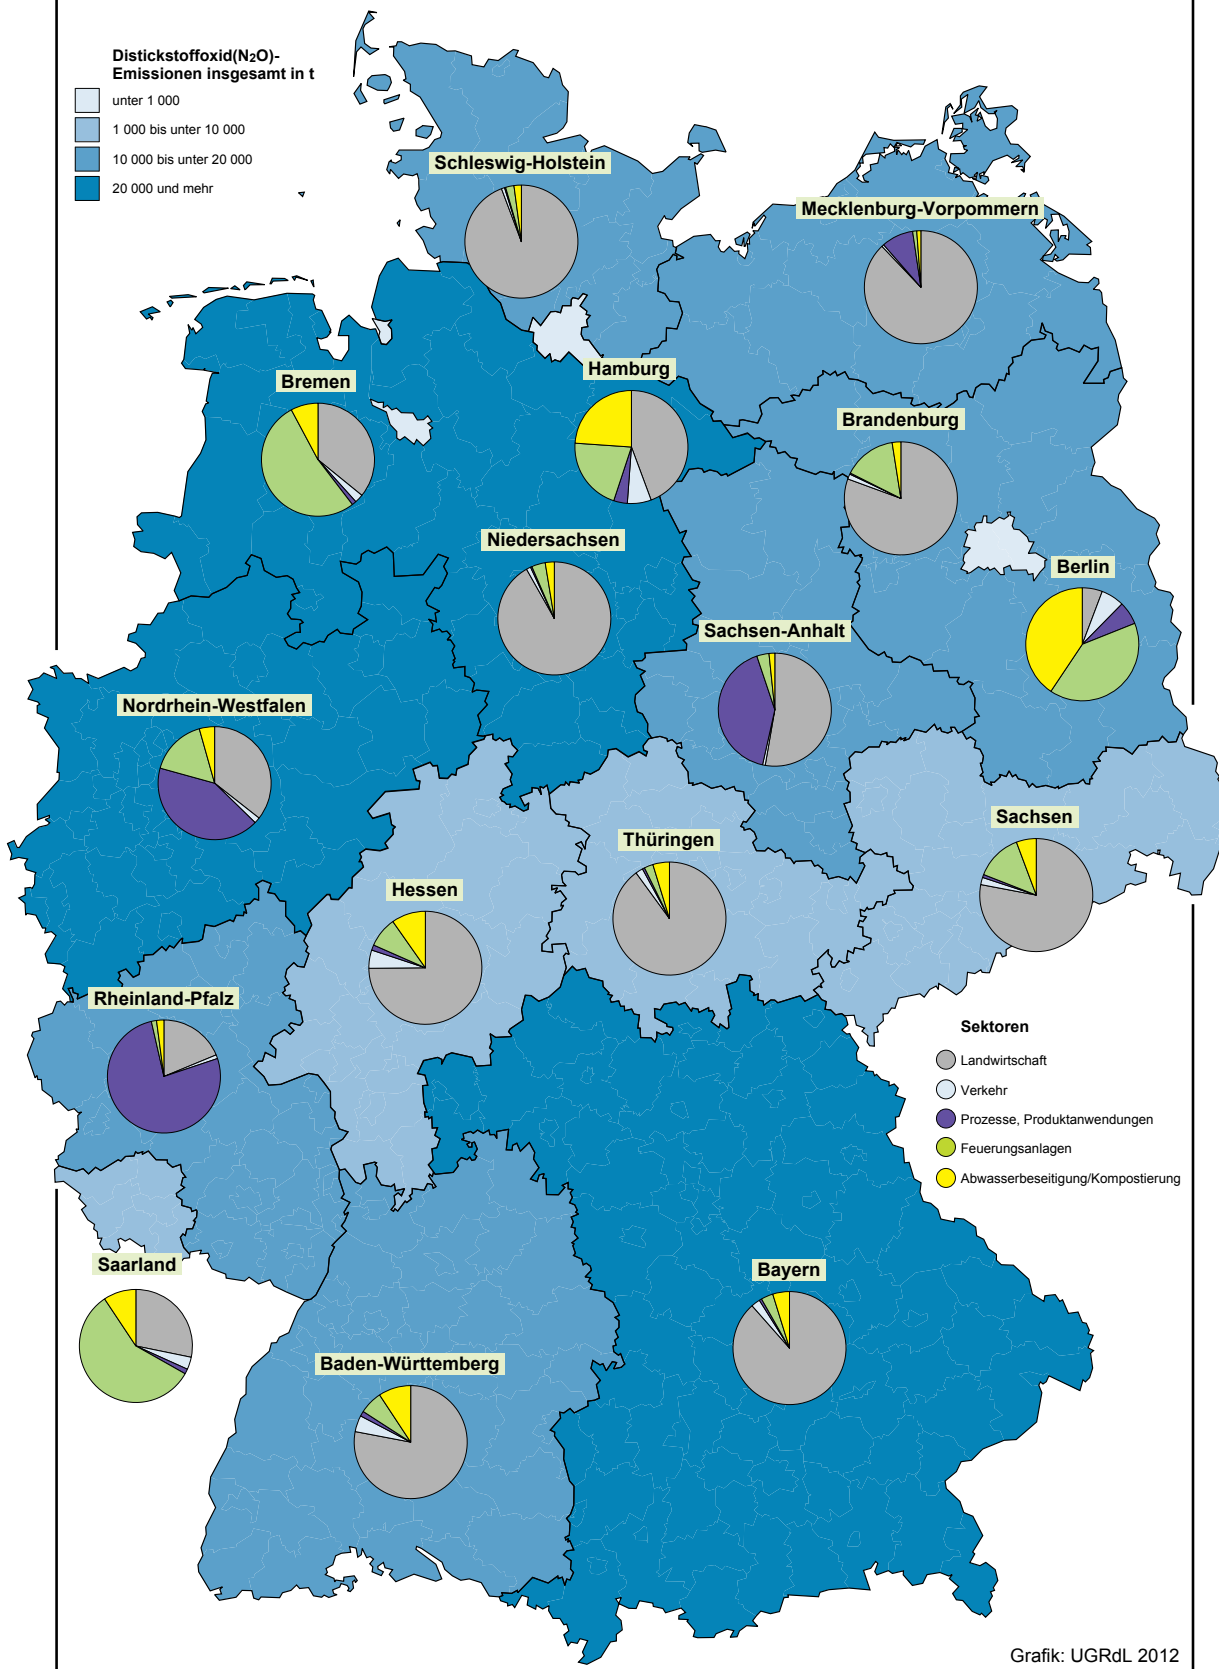 Distickstoffoxid(N₂O)-
Emissionen insgesamt in t
unter 1 000
1 000 bis unter 10 000
10 000 bis unter 20 000
20 000 und mehr
Schleswig-Holstein
Mecklenburg-Vorpommern
Hamburg
Bremen
Brandenburg
Niedersachsen
Berlin
Sachsen-Anhalt
Nordrhein-Westfalen
Sachsen
Thüringen
Hessen
Rheinland-Pfalz
Sektoren
Landwirtschaft
Verkehr
Prozesse, Produktanwendungen
Feuerungsanlagen
Abwasserbeseitigung/Kompostierung
Saarland
Bayern
Baden-Württemberg
Grafik: UGRdL 2012